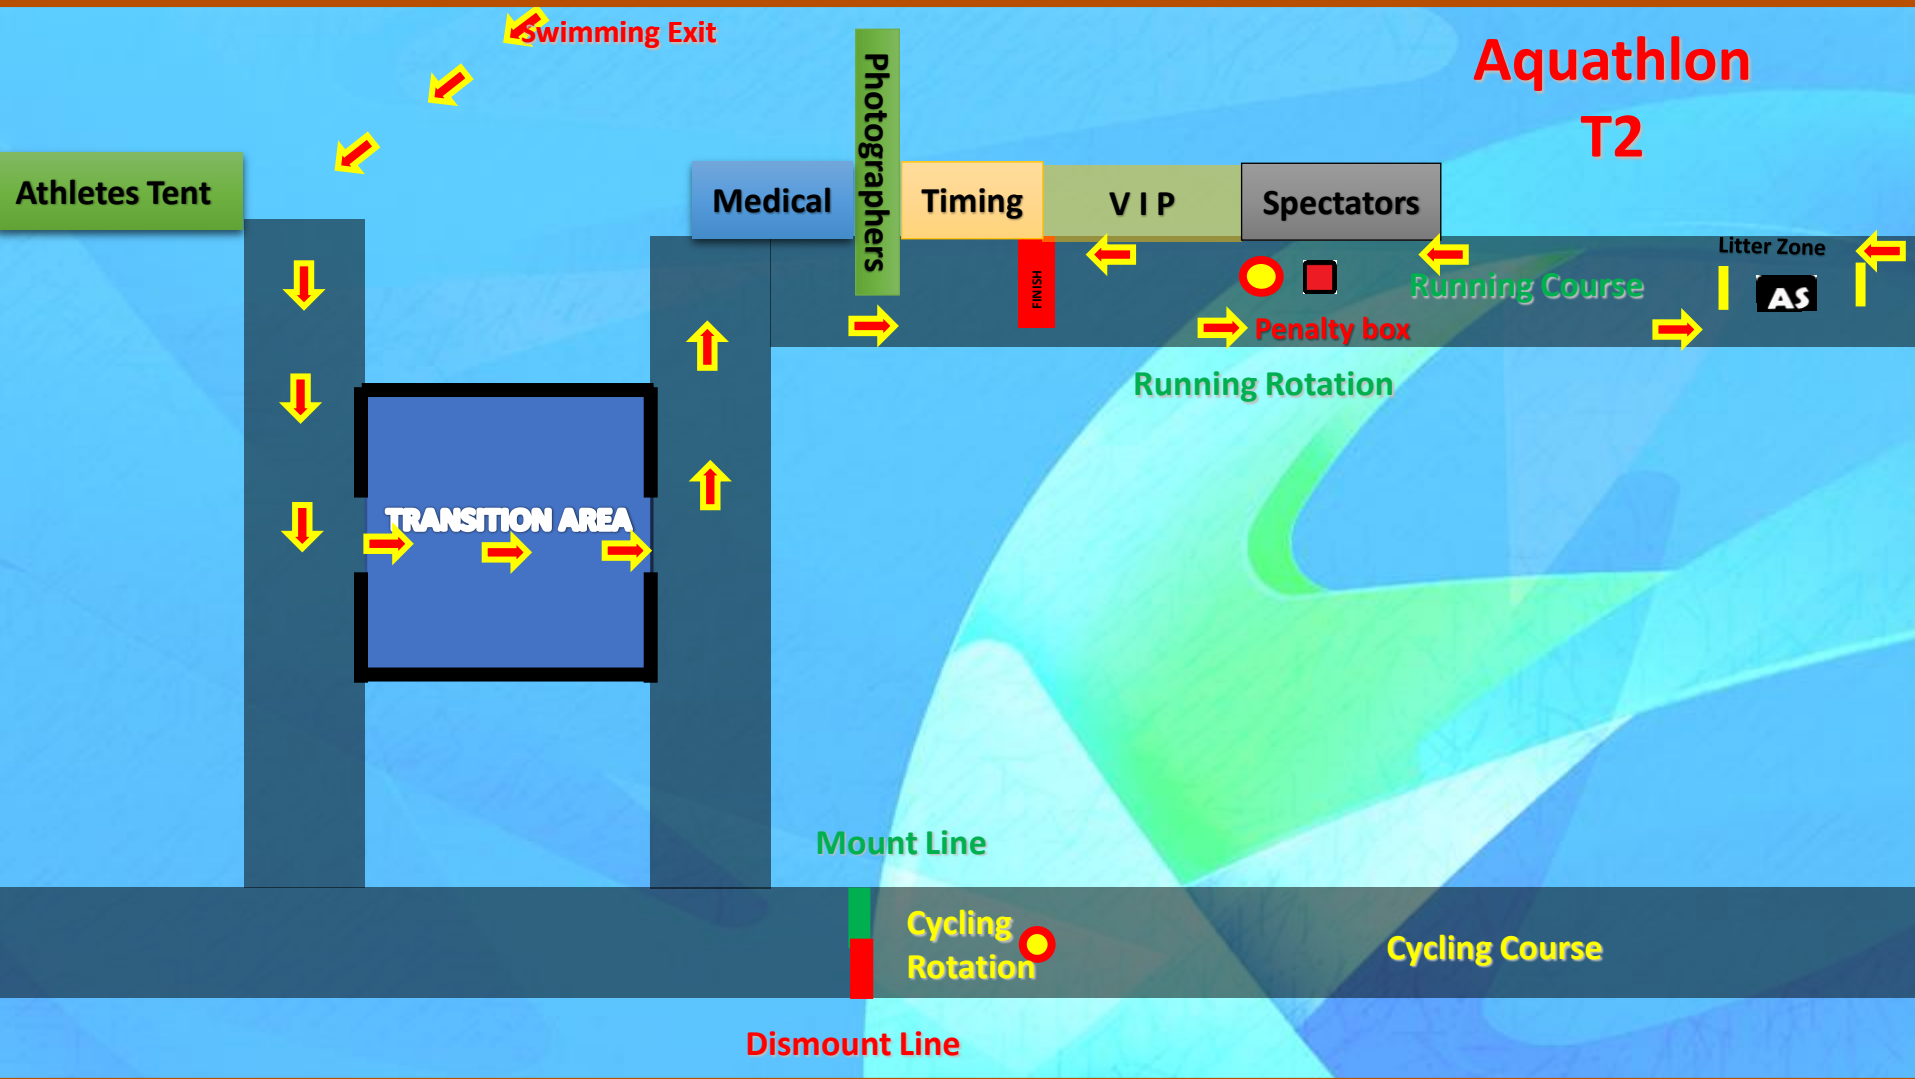 Swimming Exit
Aquathlon
T2
Athletes Tent
Medical
Photographers
Timing
V I P
Spectators
Litter Zone
FINISH
AS
Running Course
Penalty box
Running Rotation
TRANSITION AREA
Mount Line
Cycling
Rotation
Cycling Course
Dismount Line